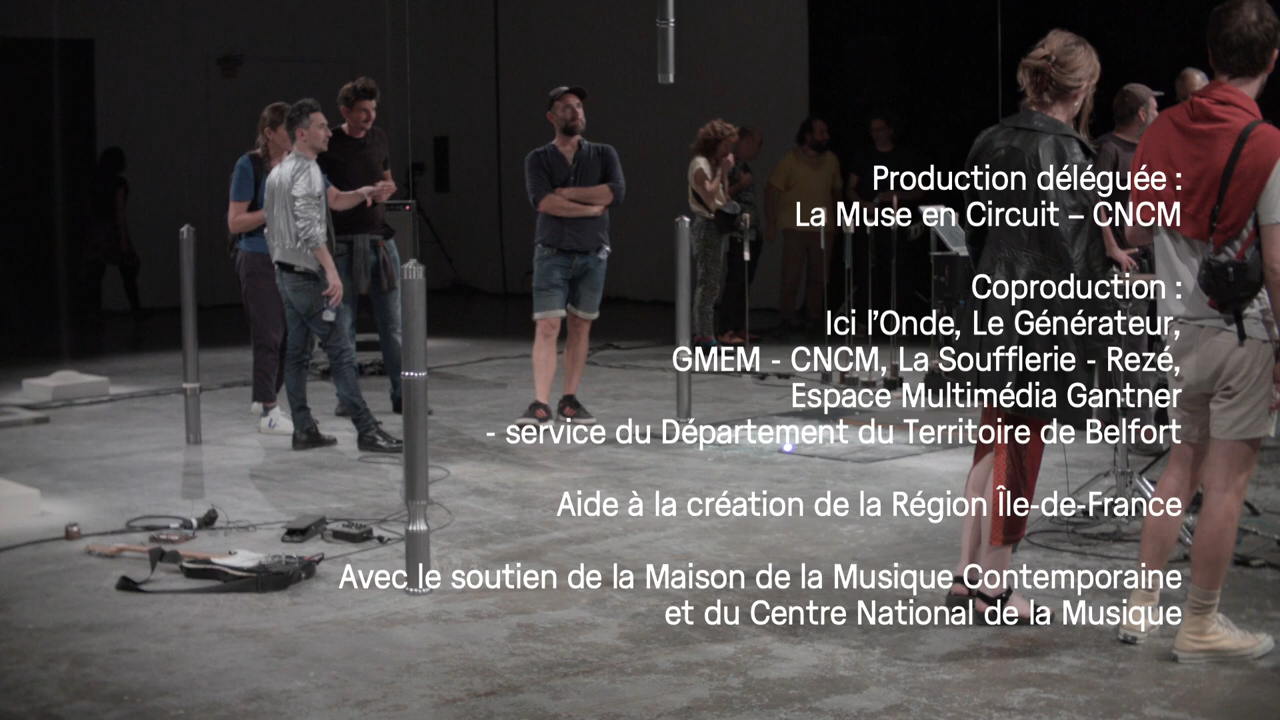 Production déléguée :
La Muse en Circuit – CNCM
Coproduction :
Ici l’Onde, Le Générateur,
GMEM - CNCM, La Soufflerie - Rezé,
Espace Multimédia Gantner
- service du Département du Territoire de Belfort
Aide à la création de la Région Île-de-France
Avec le soutien de la Maison de la Musique Contemporaine
et du Centre National de la Musique